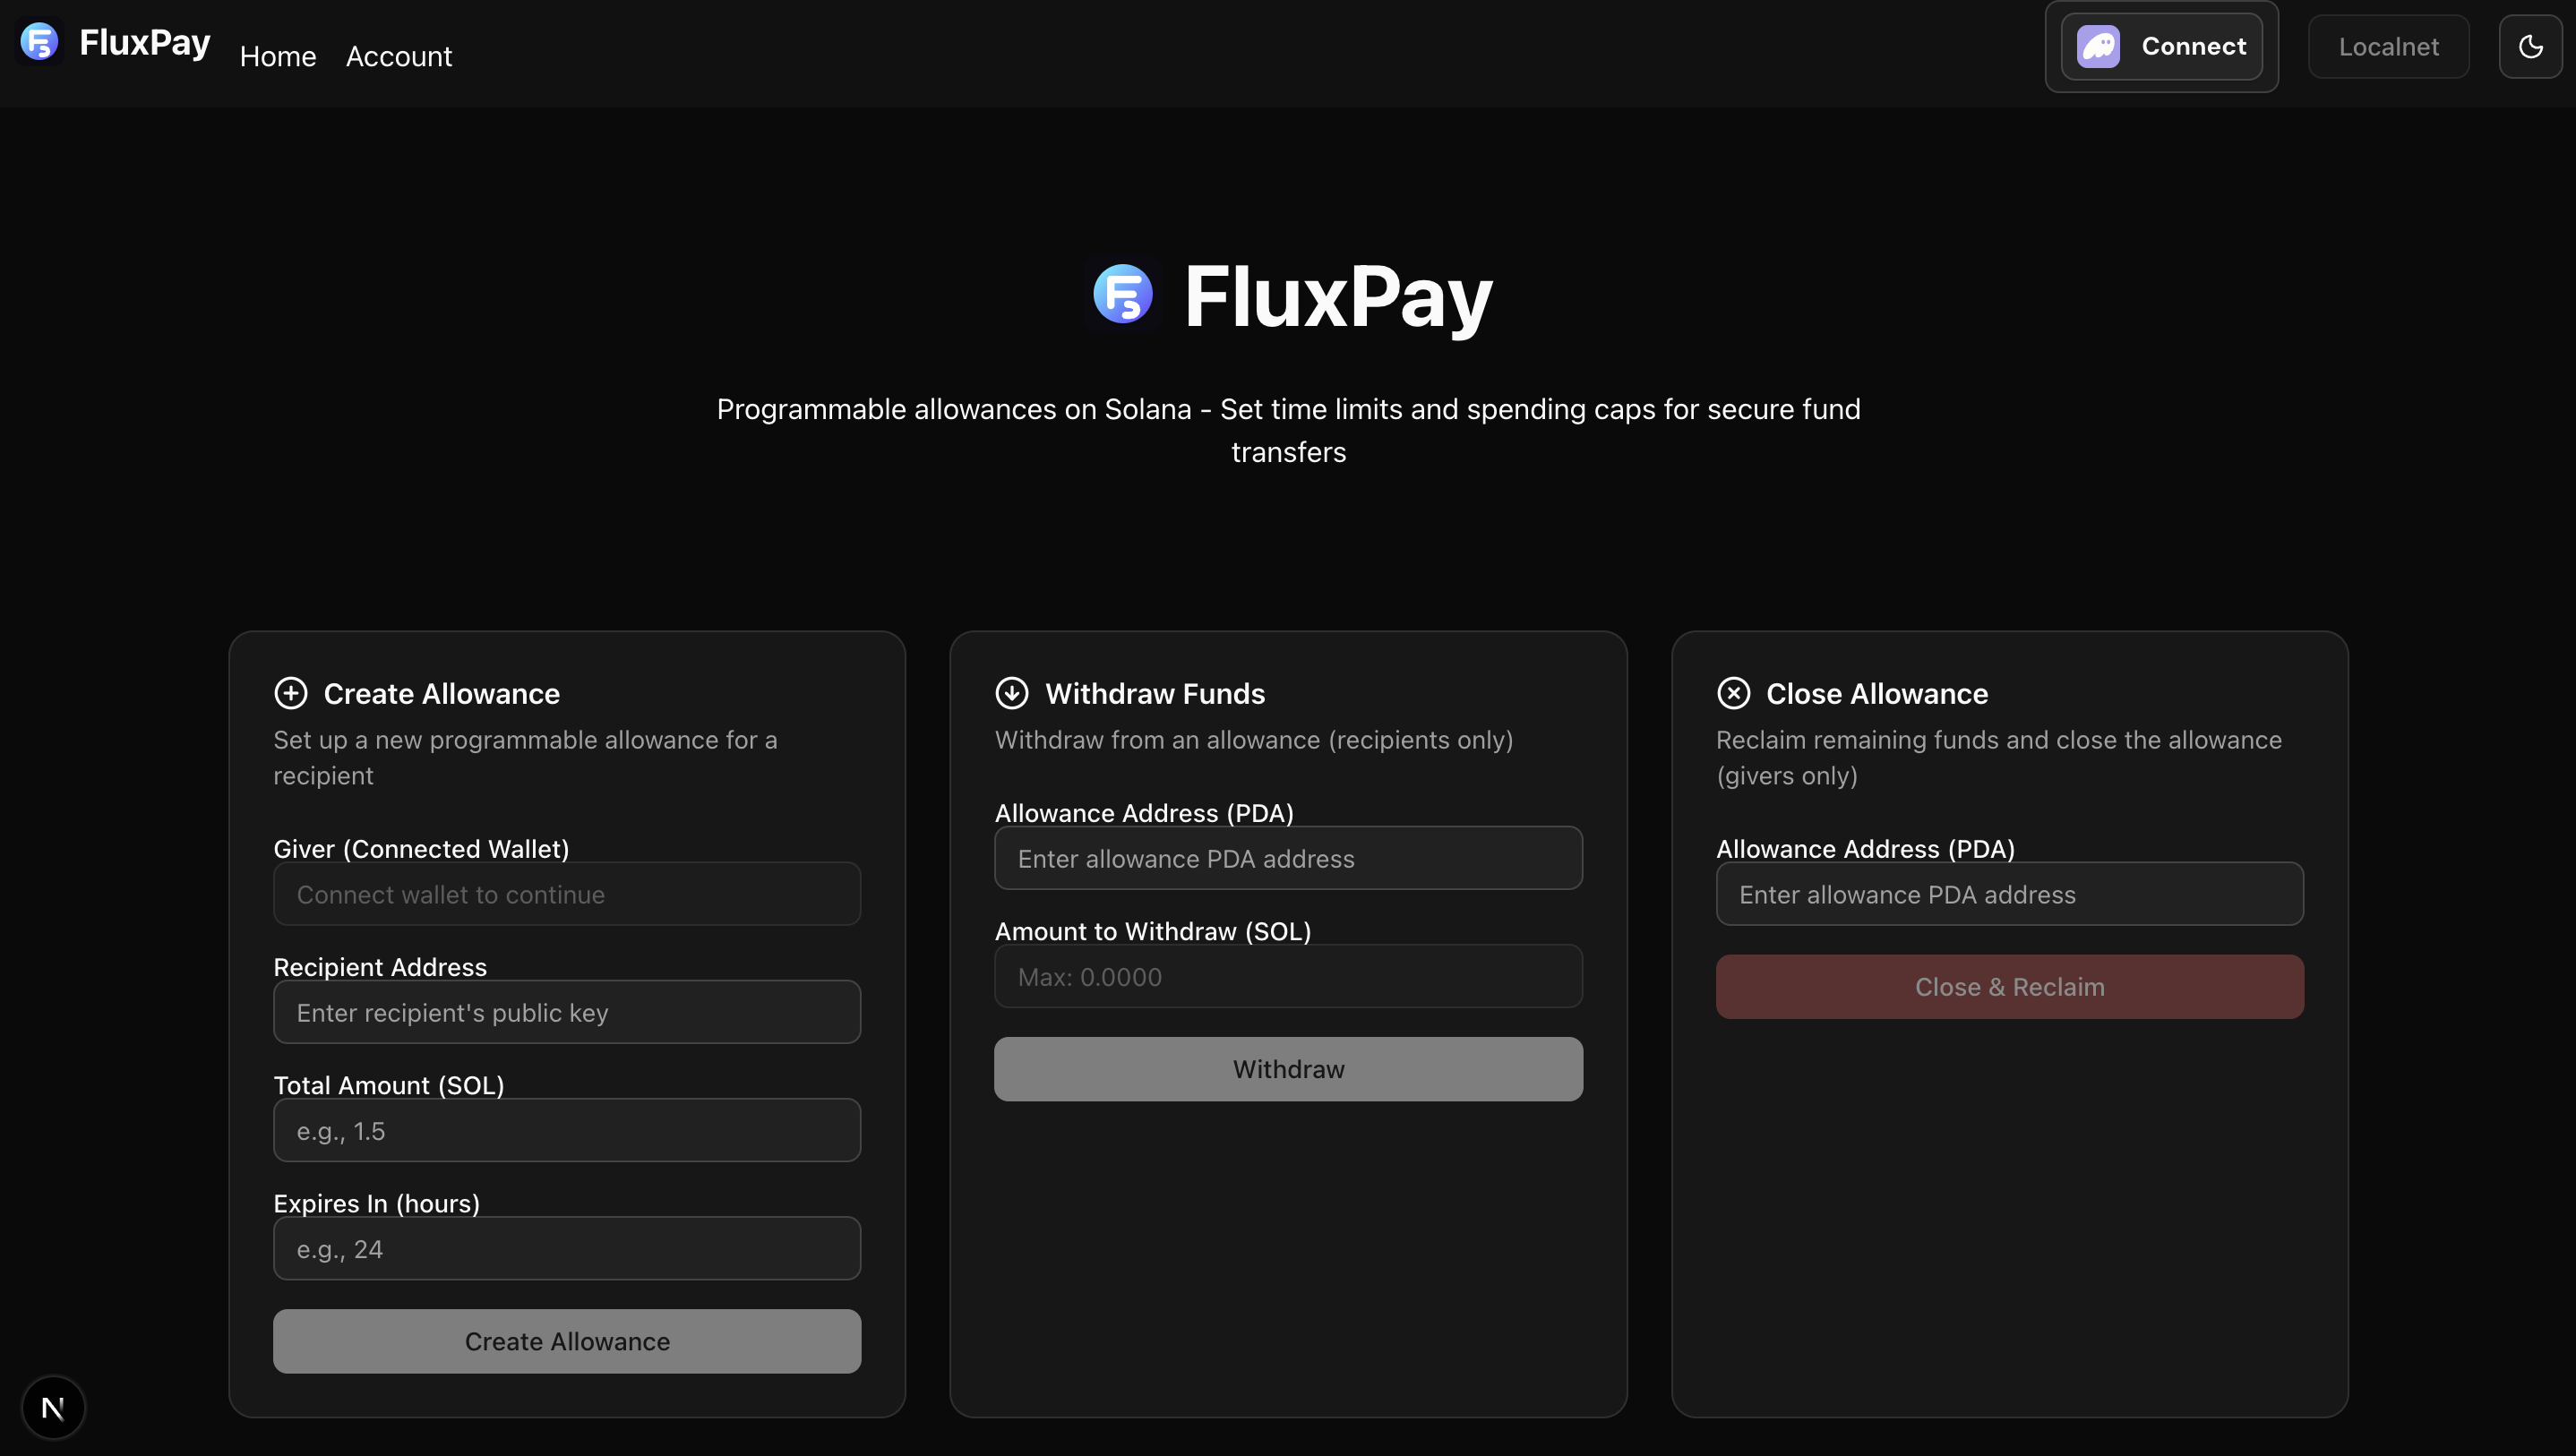 FluxPay
Home
Account
Connect
Localnet
FluxPay
Programmable allowances on Solana - Set time limits and spending caps for secure fund
transfers
Create Allowance
Set up a new programmable allowance for a
recipient
Giver (Connected Wallet)
Connect wallet to continue
Recipient Address
Enter recipient's public key
Total Amount (SOL)
e.g., 1.5
Expires In (hours)
e.g., 24
Create Allowance
Withdraw Funds
Withdraw from an allowance (recipients only)
Allowance Address (PDA)
Enter allowance PDA address
Amount to Withdraw (SOL)
Max: 0.0000
Withdraw
Close Allowance
Reclaim remaining funds and close the allowance
(givers only)
Allowance Address (PDA)
Enter allowance PDA address
Close & Reclaim
N